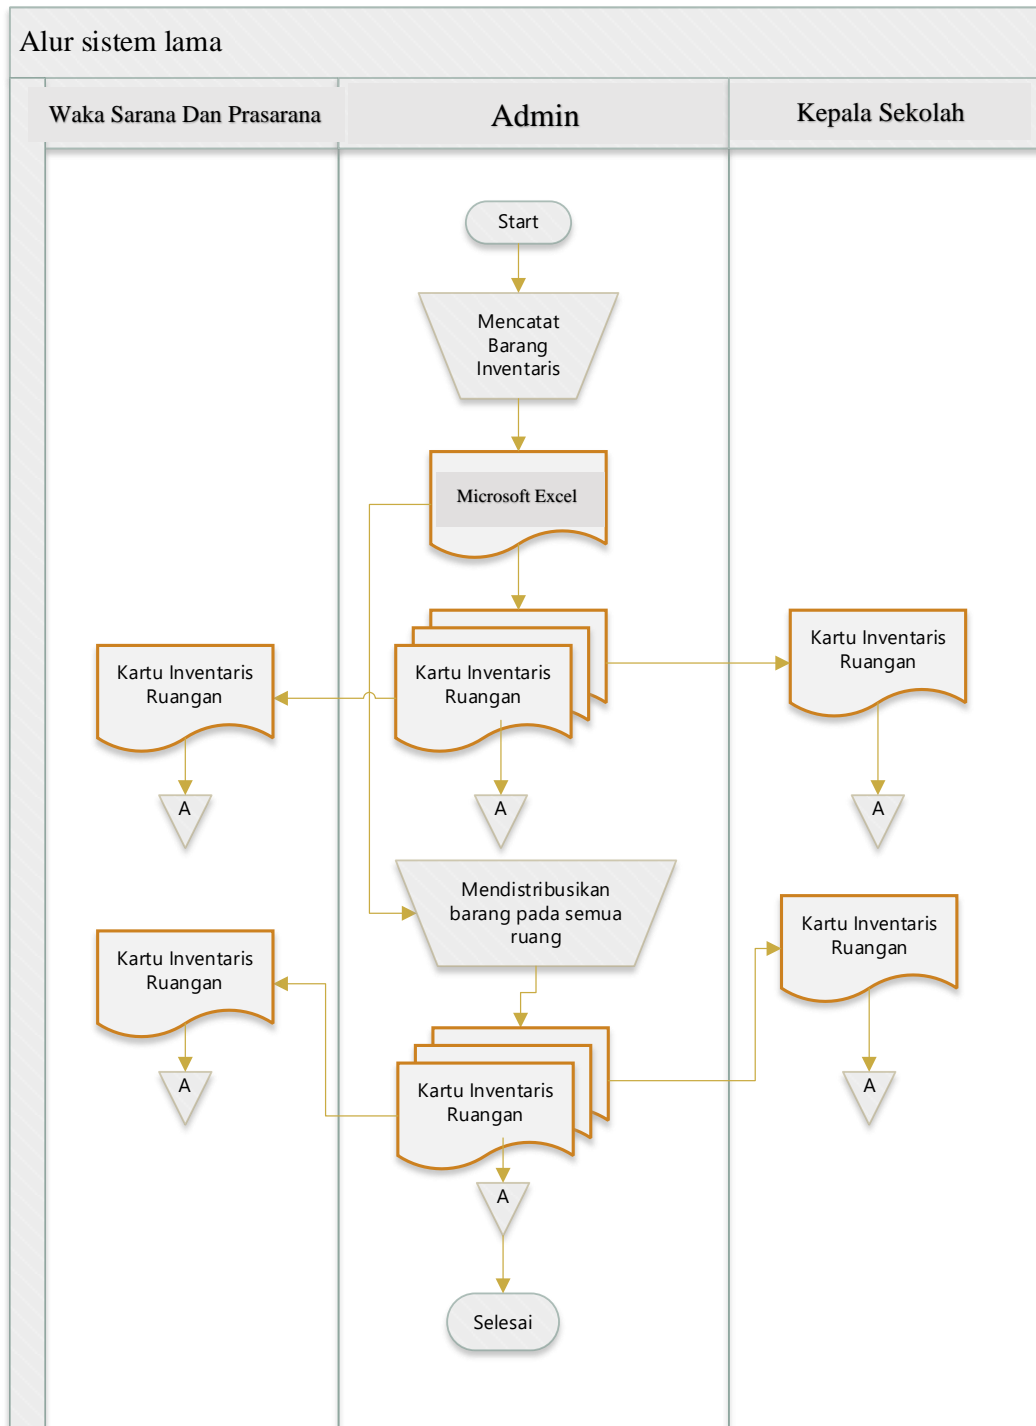 Alur sistem lama
Waka Sarana Dan Prasarana
Admin
Kepala Sekolah
Start
Mencatat
Barang
Inventaris
Microsoft Excel
Kartu Inventaris
Ruangan
Kartu Inventaris
Ruangan
Kartu Inventaris
Ruangan
A
A
A
Mendistribusikan
barang pada semua
ruang
Kartu Inventaris
Ruangan
Kartu Inventaris
Ruangan
A
A
Kartu Inventaris
Ruangan
A
Selesai